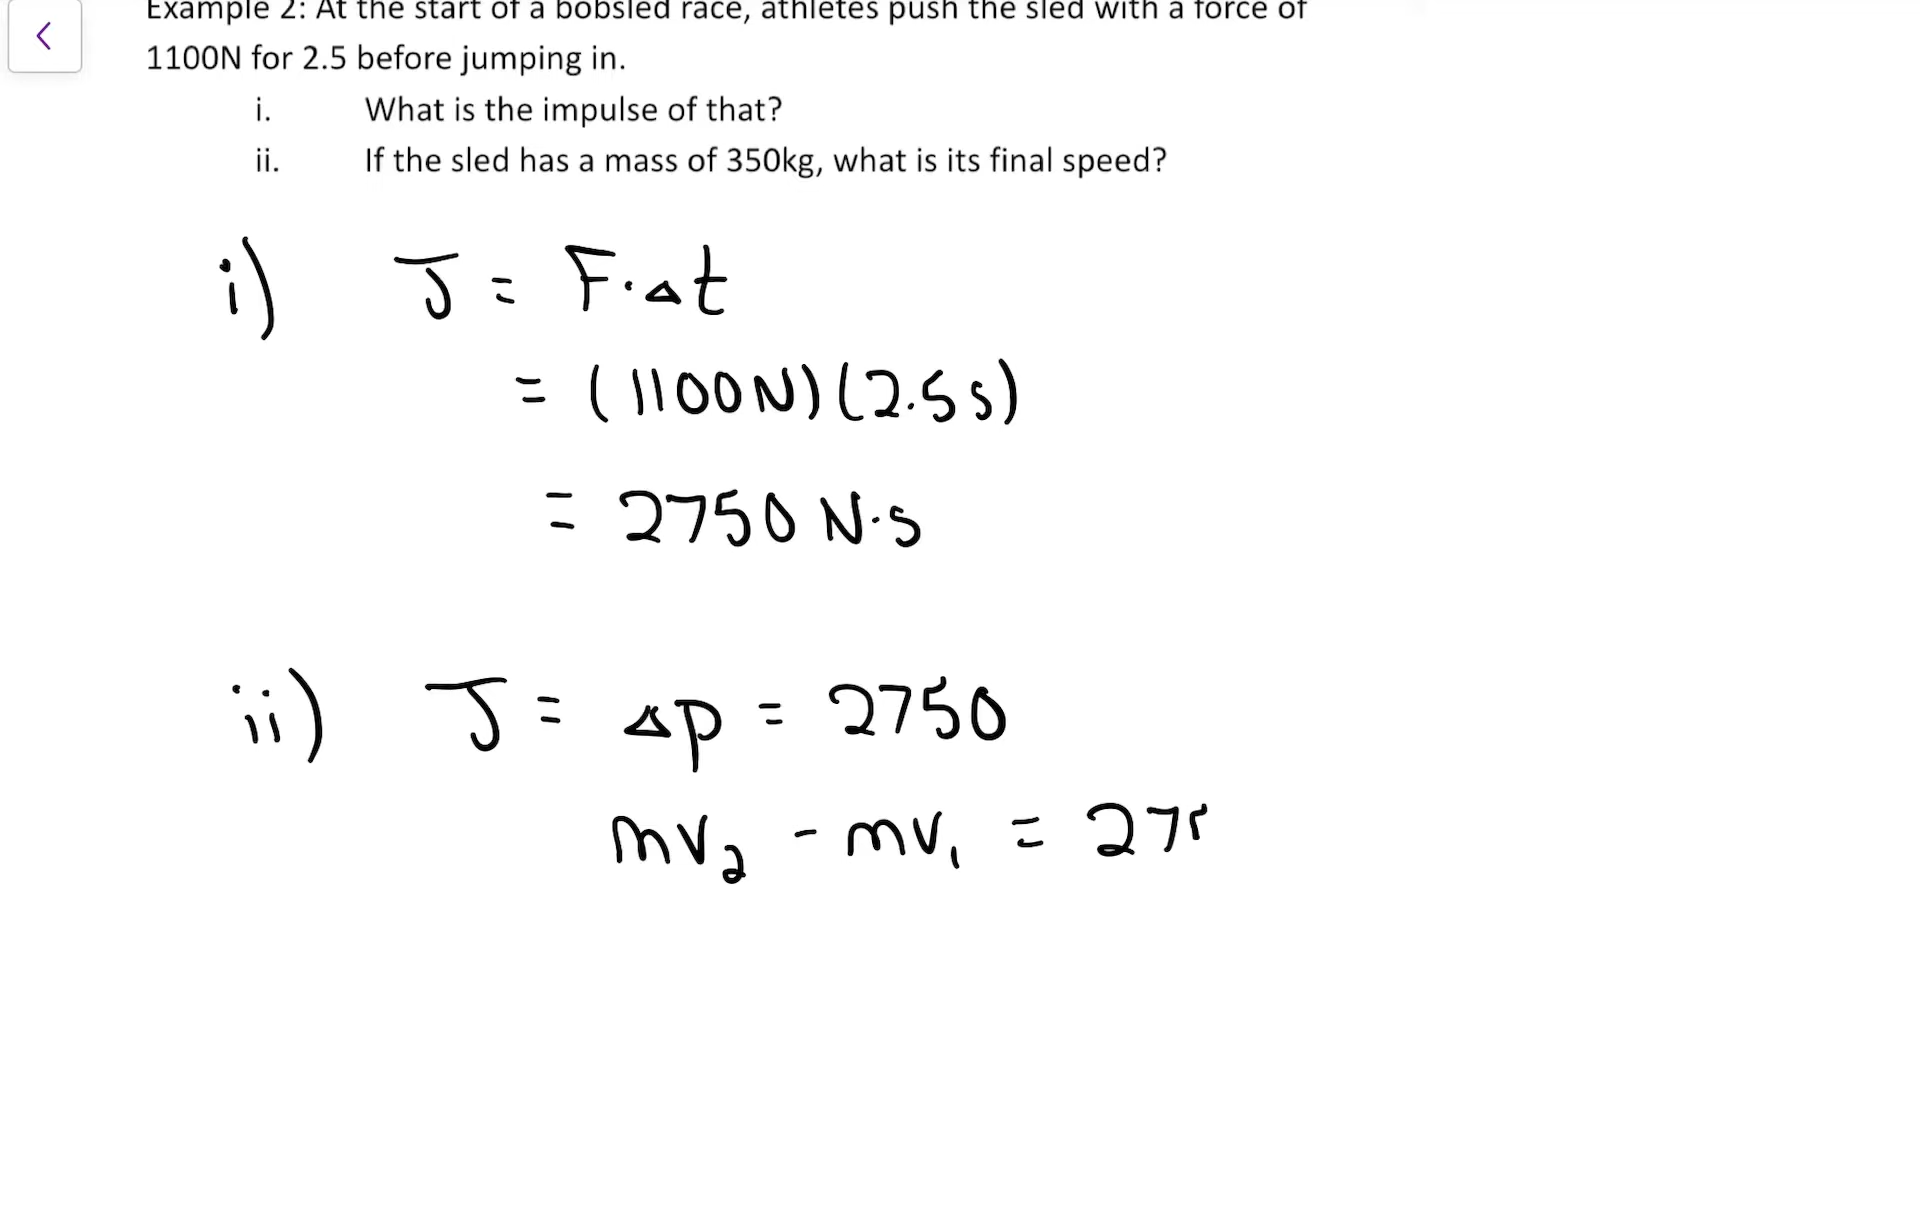 Example 2: At the start of a bobsled race, athletes push the sled with a force of
1100N for 2.5 before jumping in.
i. What is the impulse of that?
ii. If the sled has a mass of 350kg, what is its final speed?
i) J = F·Δt
= (1100N)(2.5s)
= 2750 N·s
ii) J = Δp = 2750
mv₂ - mv₁ = 27